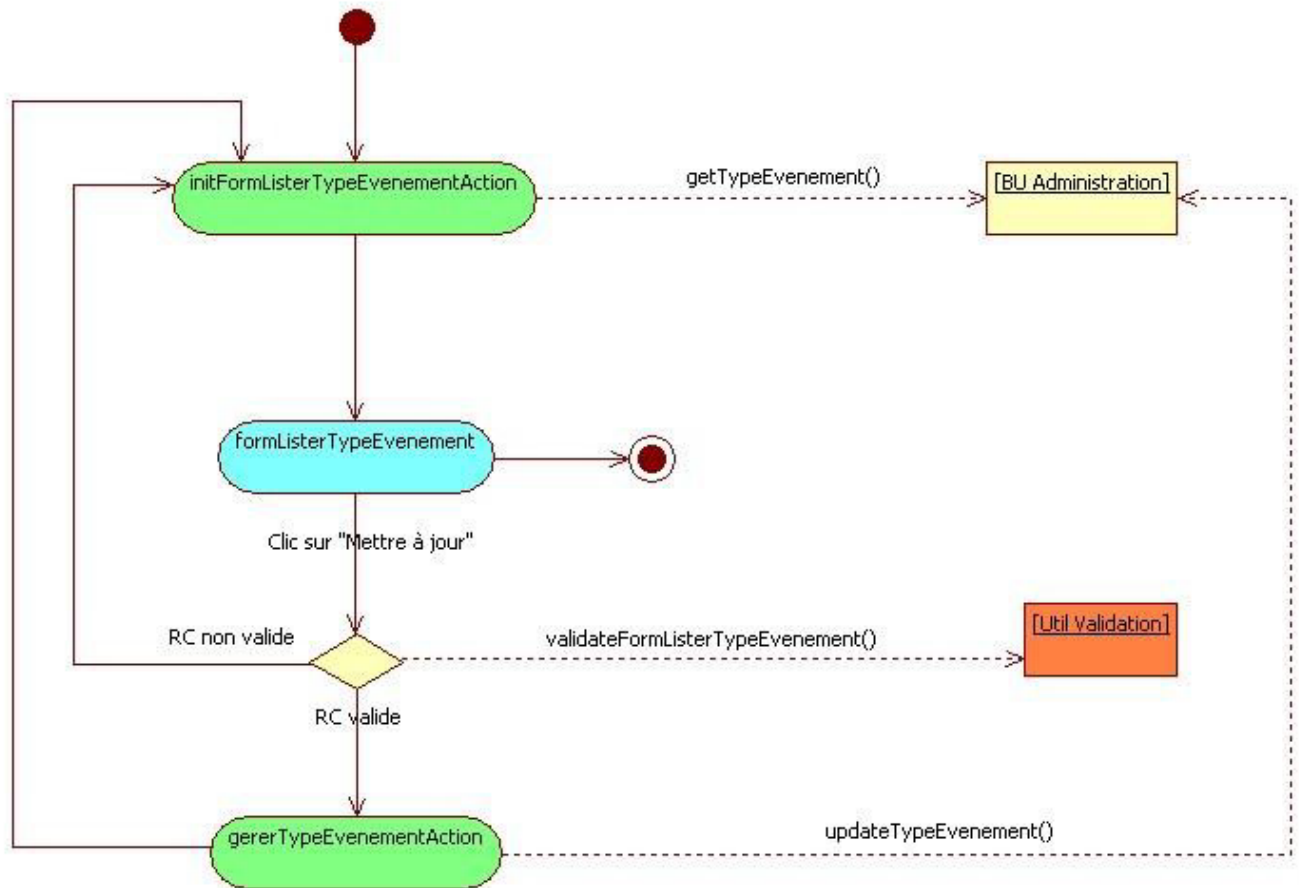 initFormListerTypeEvenementAction
getTypeEvenement()
[BU Administration]
formListerTypeEvenement
Clic sur "Mettre à jour"
RC non valide
validateFormListerTypeEvenement()
[Util Validation]
RC valide
gererTypeEvenementAction
updateTypeEvenement()